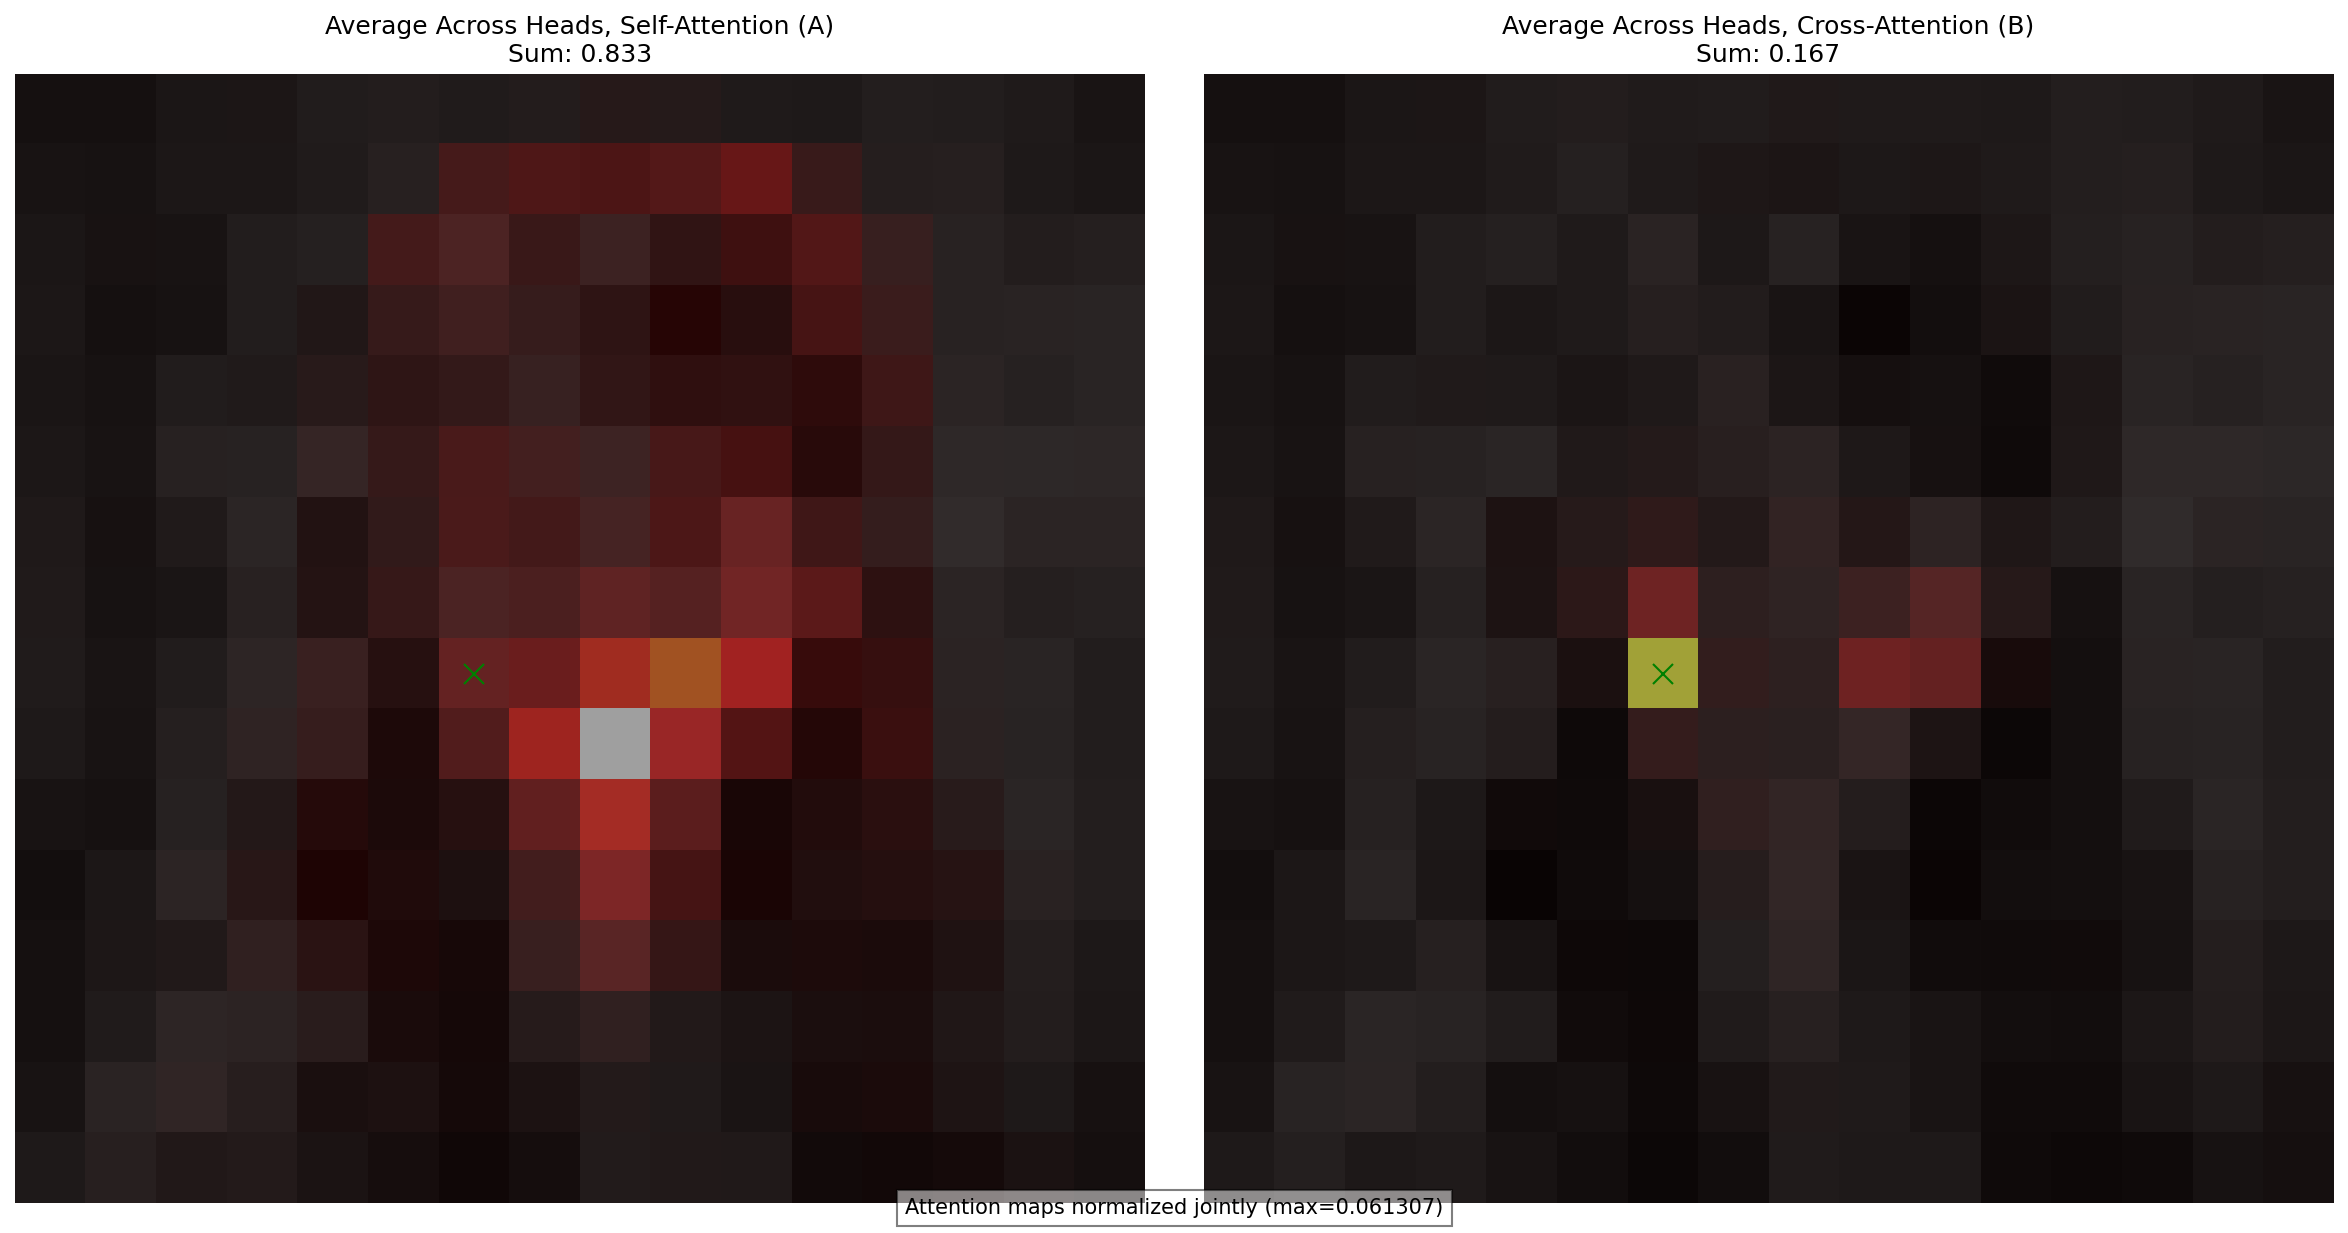 Average Across Heads, Self-Attention (A)
Sum: 0.833
Average Across Heads, Cross-Attention (B)
Sum: 0.167
Attention maps normalized jointly (max=0.061307)